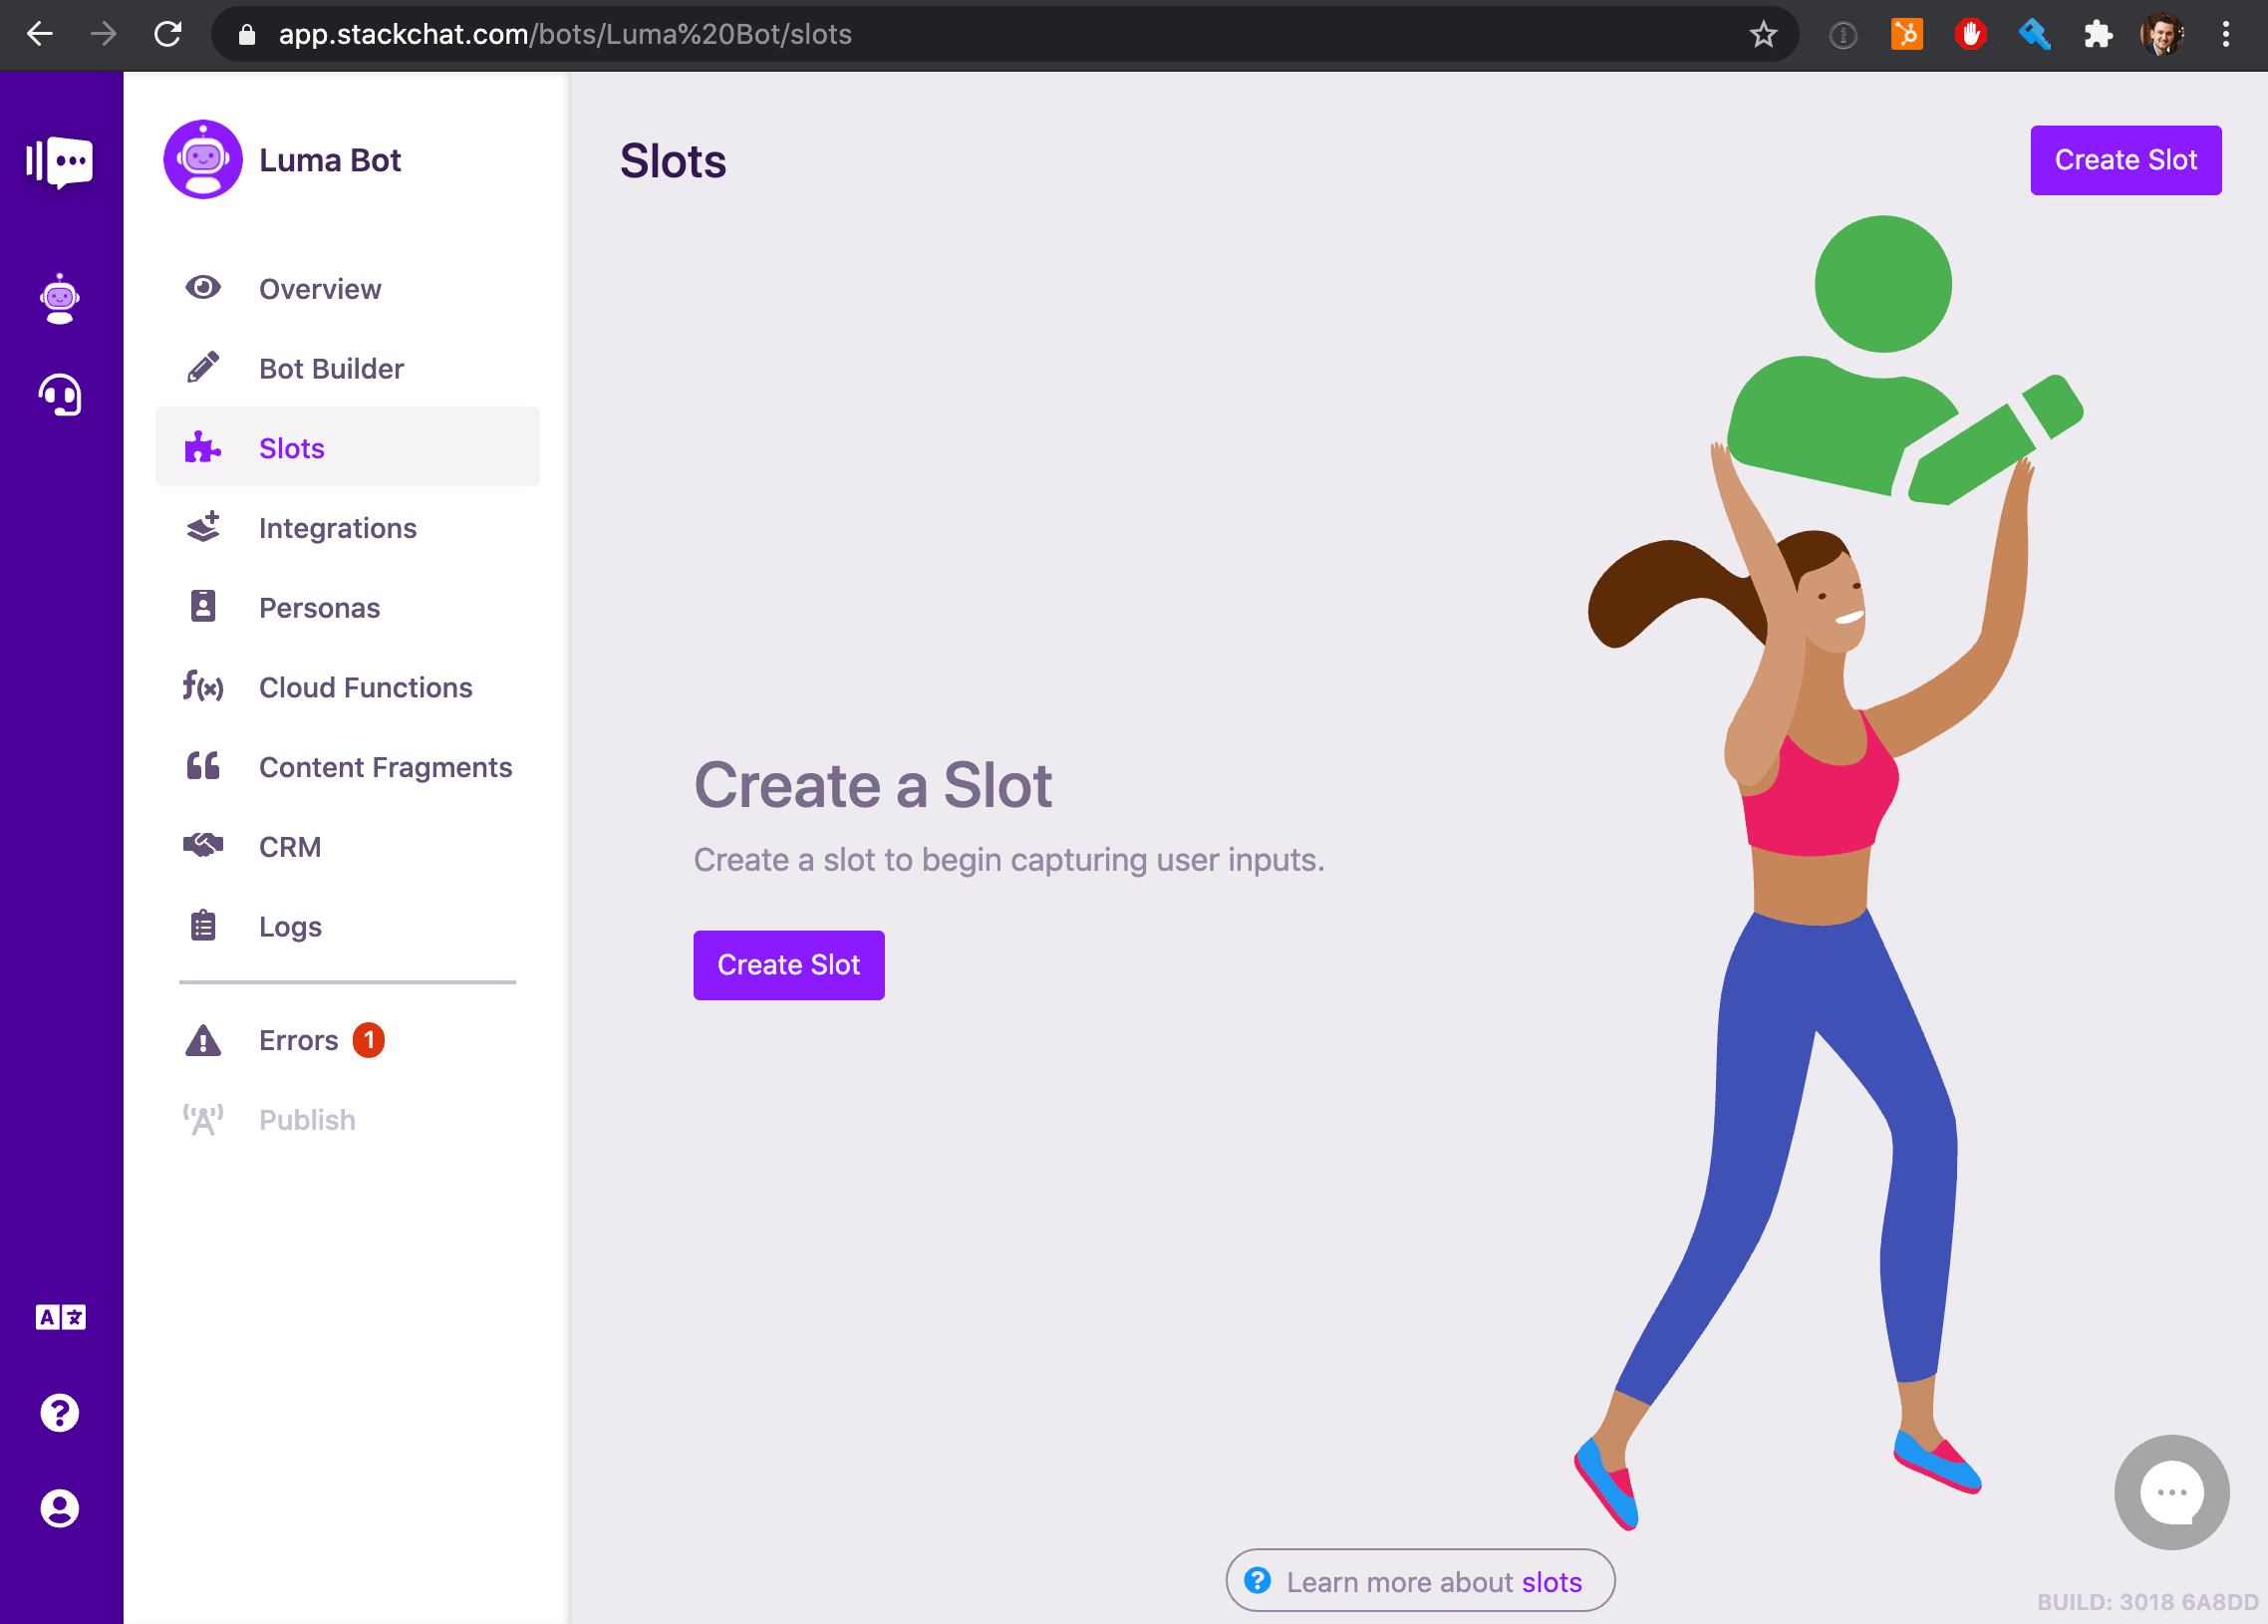 app.stackchat.com/bots/Luma%20Bot/slots
Luma Bot
Overview
Bot Builder
Slots
Integrations
Personas
f(x) Cloud Functions
Content Fragments
CRM
Logs
Errors 1
Publish
A
Slots
Create Slot
Create a Slot
Create a slot to begin capturing user inputs.
Create Slot
? Learn more about slots
BUILD: 3018 6A8DD